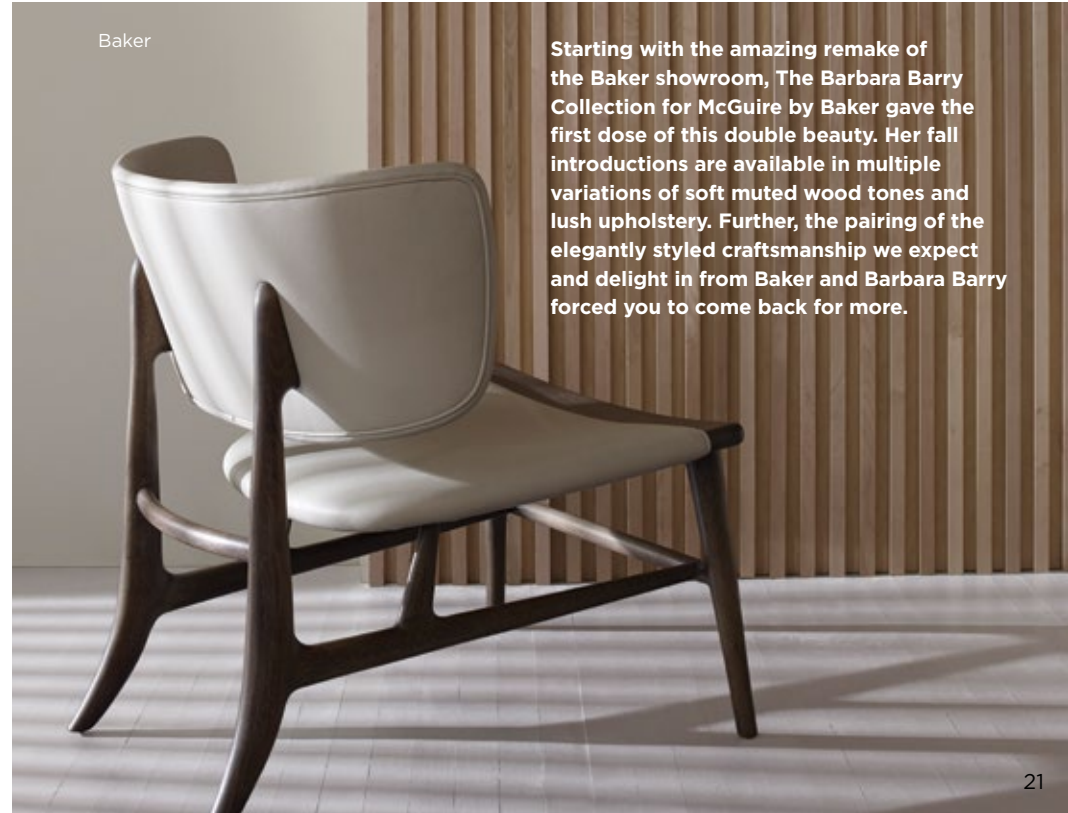 Baker
Starting with the amazing remake of
the Baker showroom, The Barbara Barry
Collection for McGuire by Baker gave the
first dose of this double beauty. Her fall
introductions are available in multiple
variations of soft muted wood tones and
lush upholstery. Further, the pairing of the
elegantly styled craftsmanship we expect
and delight in from Baker and Barbara Barry
forced you to come back for more.
21